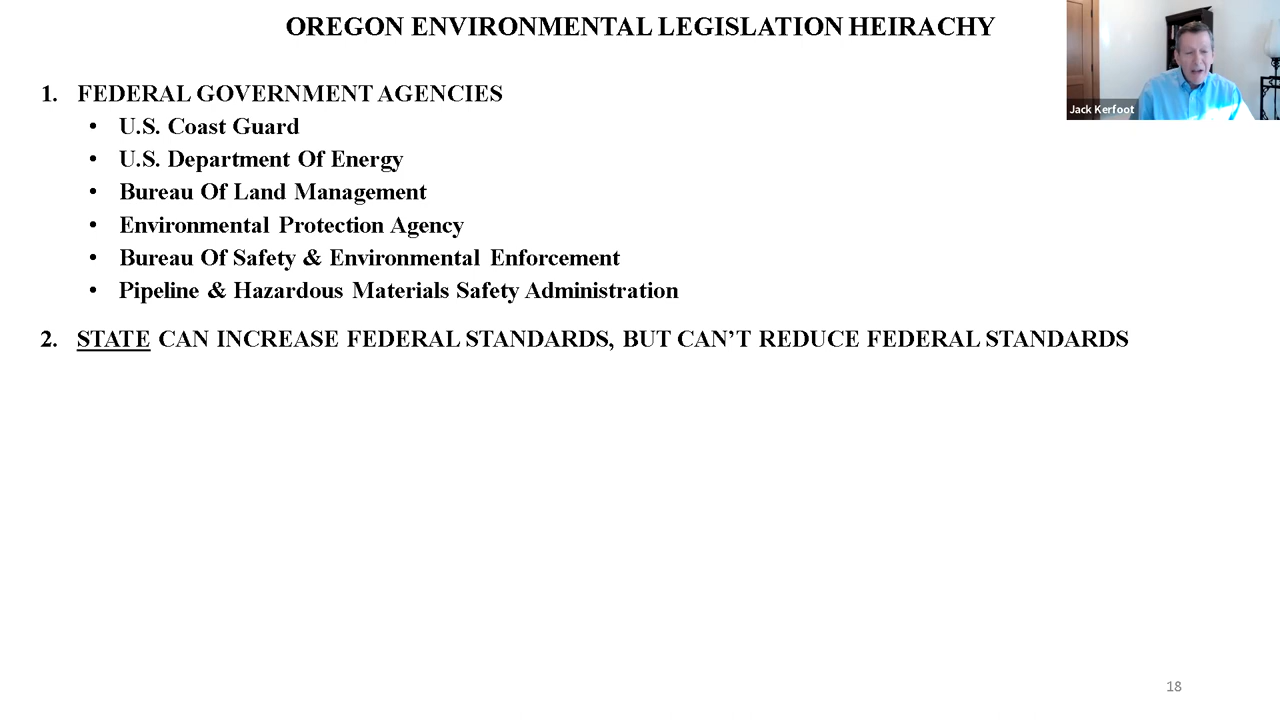 OREGON ENVIRONMENTAL LEGISLATION HEIRACHY
Jack Kerfoot
1. FEDERAL GOVERNMENT AGENCIES
• U.S. Coast Guard
• U.S. Department Of Energy
• Bureau Of Land Management
• Environmental Protection Agency
• Bureau Of Safety & Environmental Enforcement
• Pipeline & Hazardous Materials Safety Administration
2. STATE CAN INCREASE FEDERAL STANDARDS, BUT CAN’T REDUCE FEDERAL STANDARDS
18